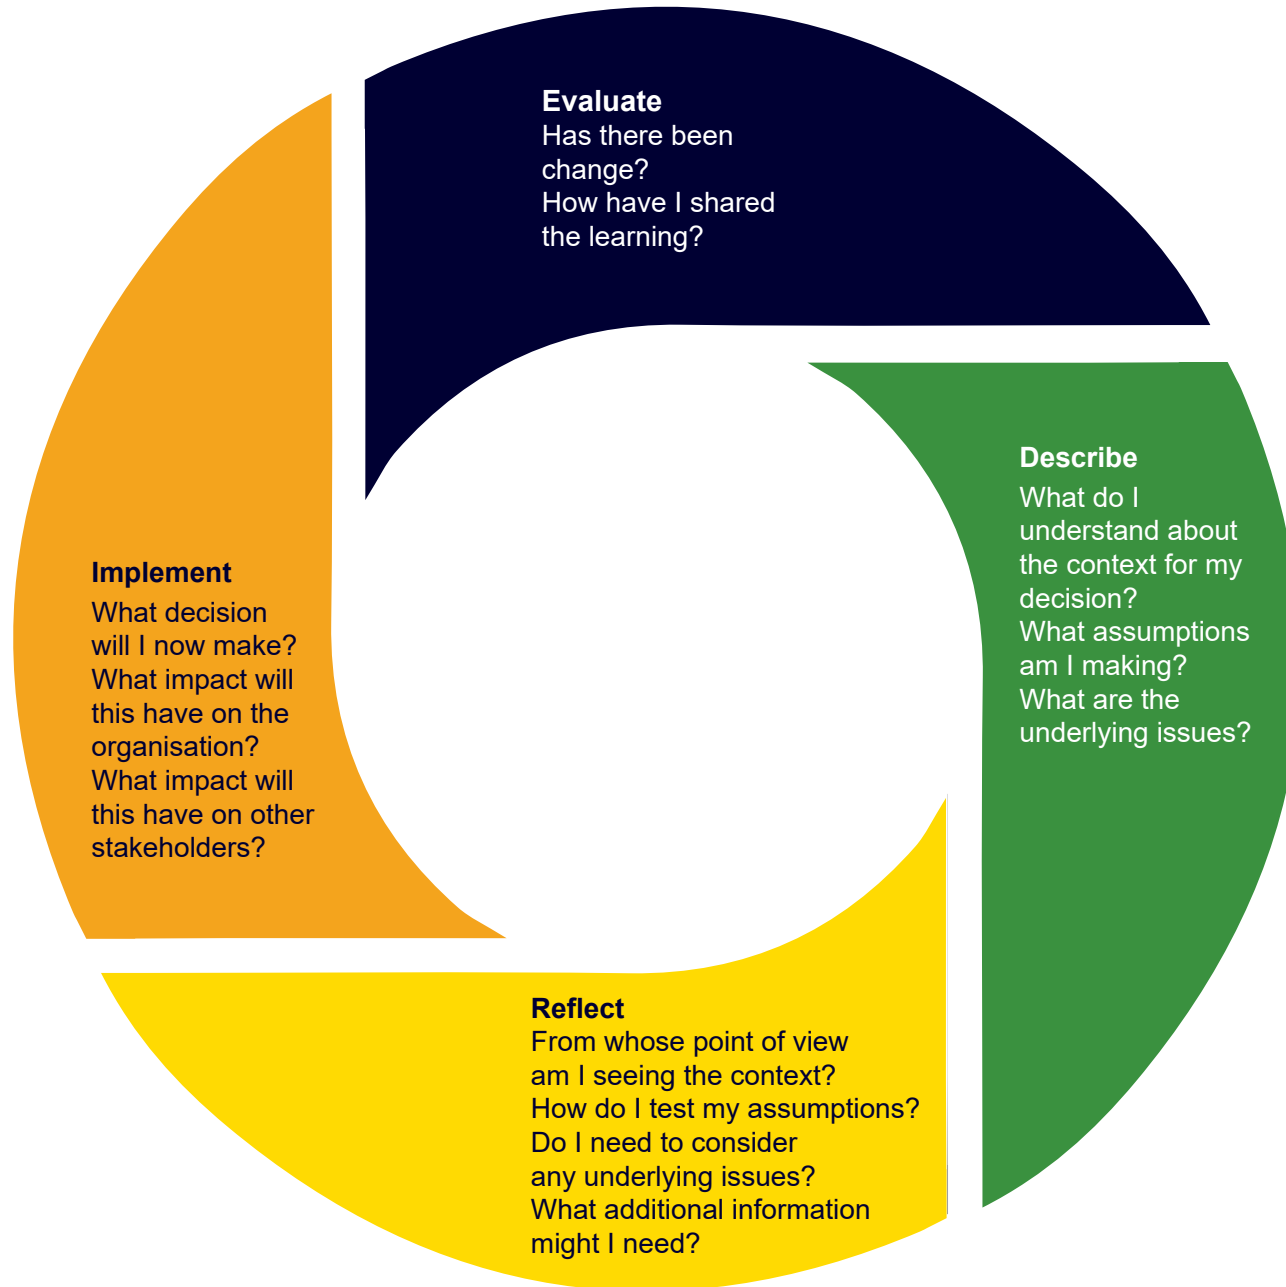 Evaluate
Has there been
change?
How have I shared
the learning?
Describe
What do I
understand about
the context for my
decision?
What assumptions
am I making?
What are the
underlying issues?
Reflect
From whose point of view
am I seeing the context?
How do I test my assumptions?
Do I need to consider
any underlying issues?
What additional information
might I need?
Implement
What decision
will I now make?
What impact will
this have on the
organisation?
What impact will
this have on other
stakeholders?